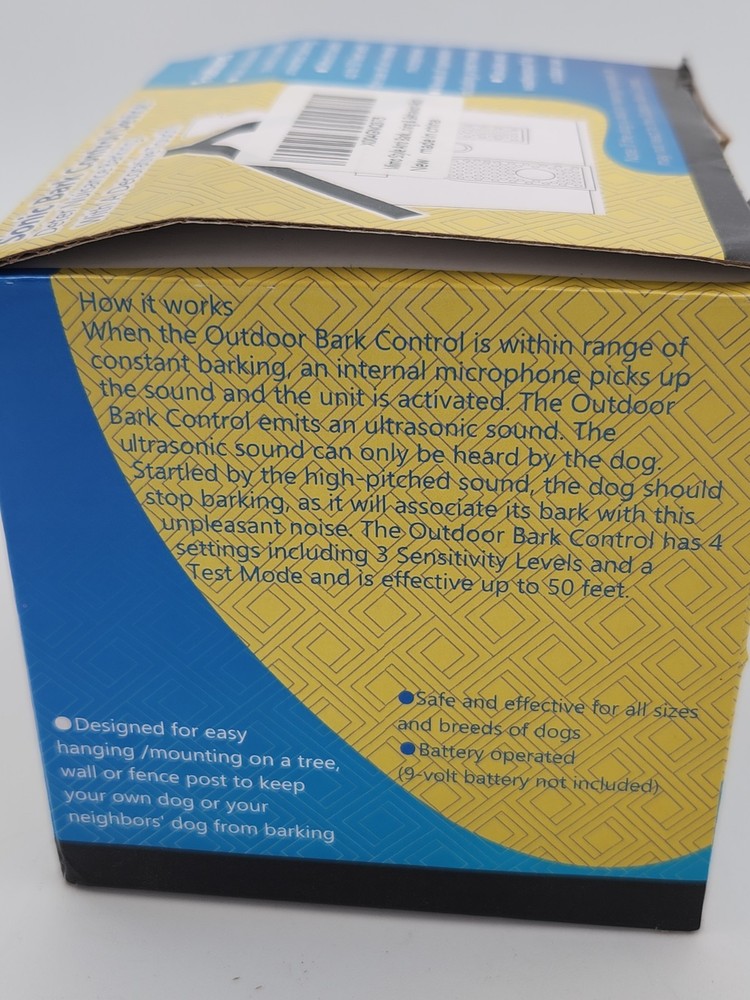 Sonic Bark Control
How it works
When the Outdoor Bark Control is within range of
constant barking, an internal microphone picks up
the sound and the unit is activated. The Outdoor
Bark Control emits an ultrasonic sound. The
ultrasonic sound can only be heard by the dog.
Startled by the high-pitched sound, the dog should
stop barking, as it will associate its bark with this
unpleasant noise. The Outdoor Bark Control has 4
settings including 3 Sensitivity Levels and a
Test Mode and is effective up to 50 feet.
●Designed for easy
hanging /mounting on a tree,
wall or fence post to keep
your own dog or your
neighbors' dog from barking
●Safe and effective for all sizes
and breeds of dogs
●Battery operated
(9-volt battery not included)